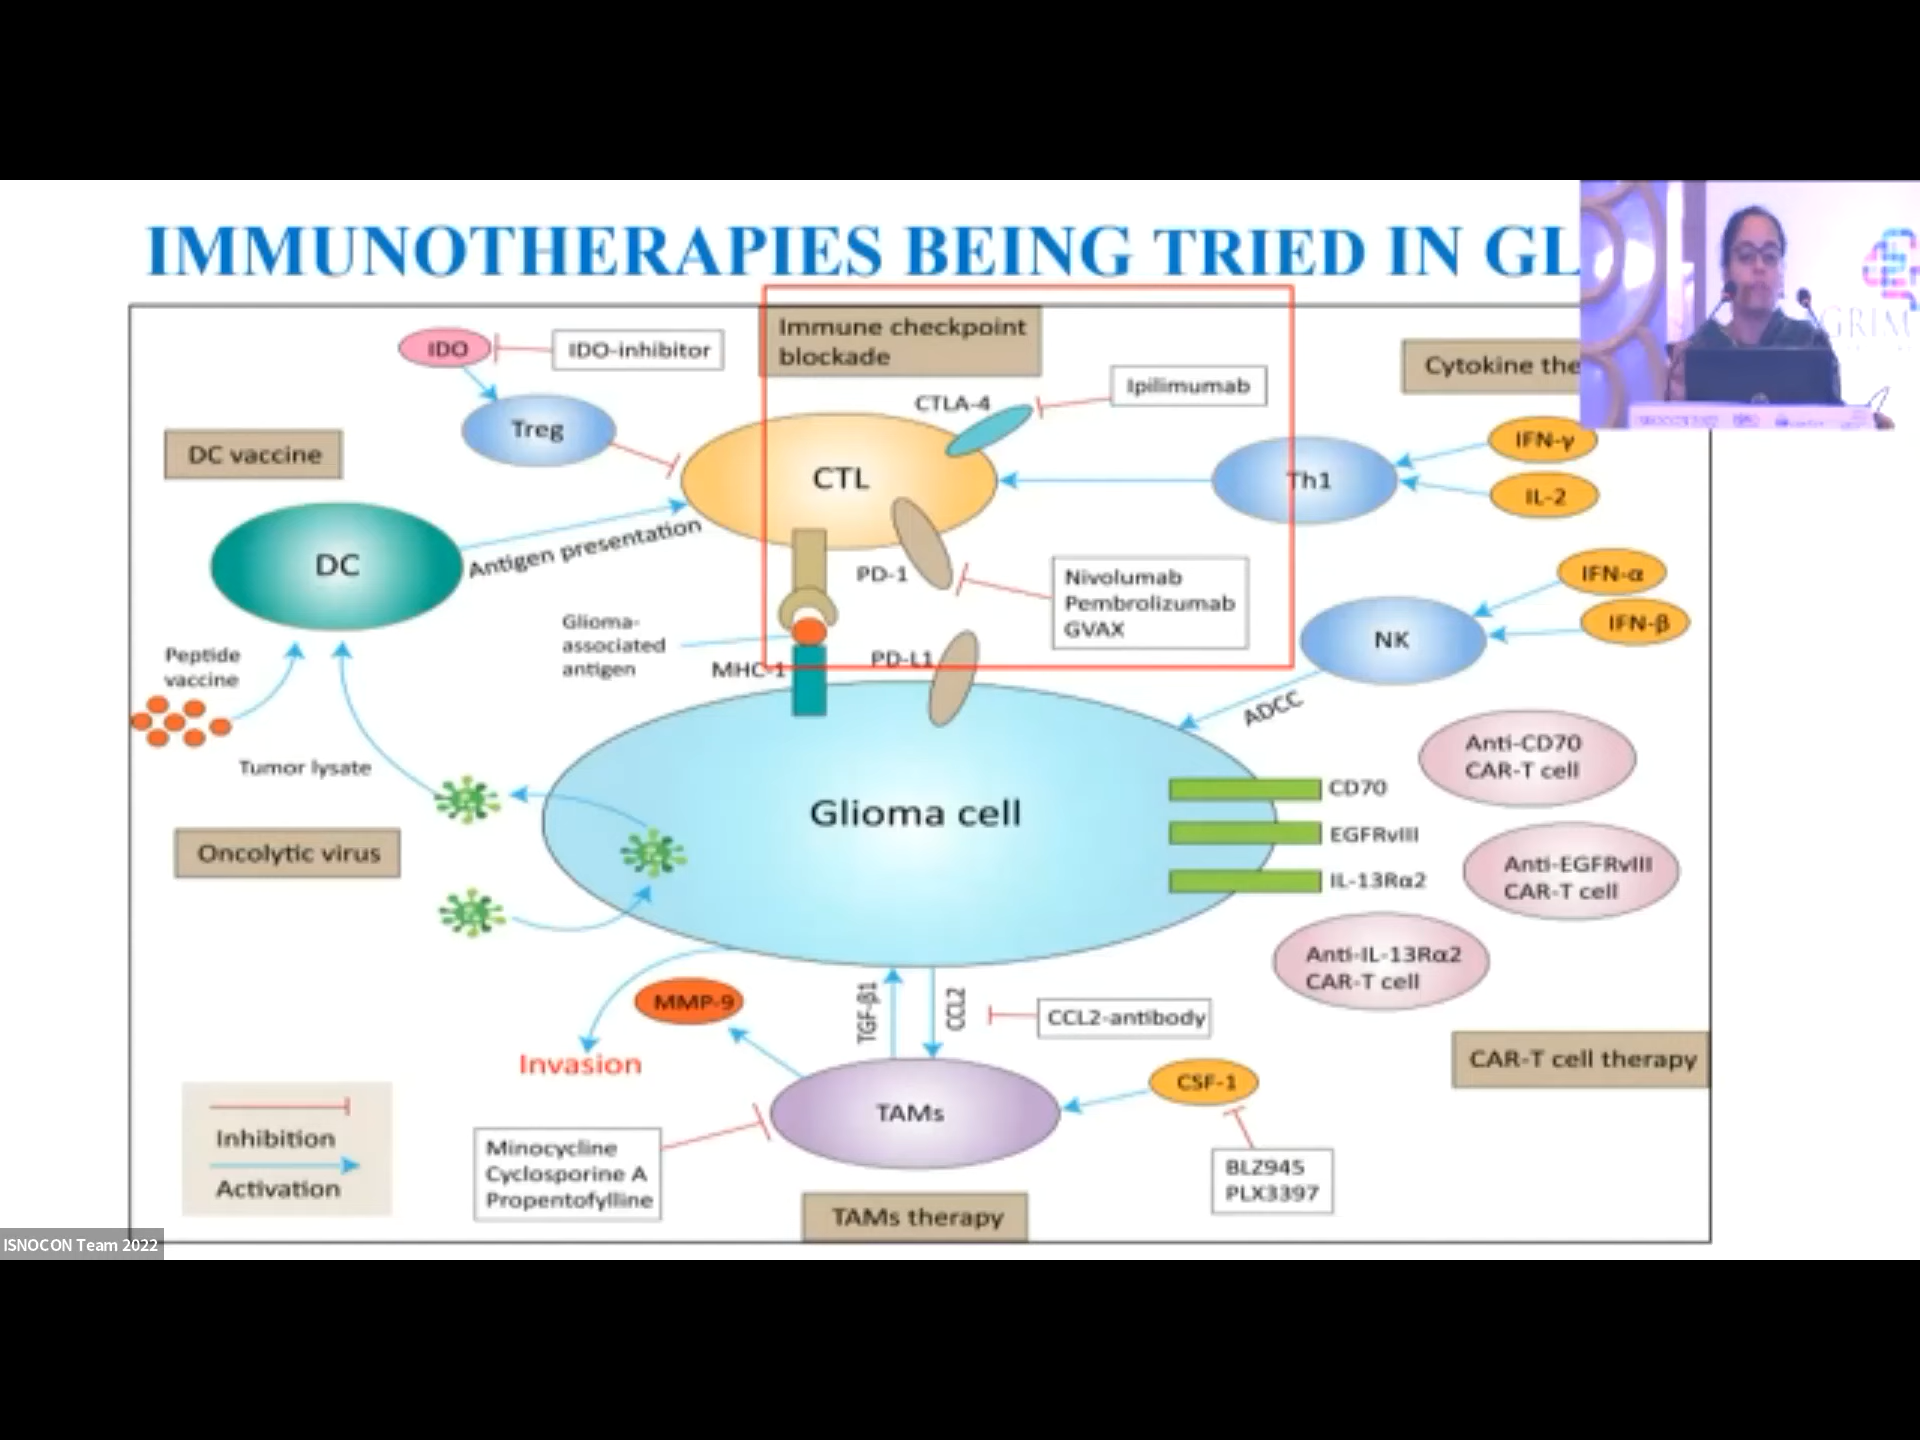 IMMUNOTHERAPIES BEING TRIED IN GL
Immune checkpoint
blockade
IDO
IDO-inhibitor
Cytokine the
Ipilimumab
CTLA-4
Treg
DC vaccine
CTL
Th1
IFN-γ
IL-2
DC
Antigen presentation
PD-1
Nivolumab
Pembrolizumab
GVAX
IFN-α
IFN-β
NK
Glioma-
associated
antigen
MHC-1
PD-L1
Peptide
vaccine
ADCC
Tumor lysate
Anti-CD70
CAR-T cell
CD70
Glioma cell
EGFRvIII
Oncolytic virus
Anti-EGFRvIII
CAR-T cell
IL-13Rα2
Anti-IL-13Rα2
CAR-T cell
MMP-9
TGF-β1
CCL2
CCL2-antibody
Invasion
CAR-T cell therapy
CSF-1
TAMs
Inhibition
Activation
Minocycline
Cyclosporine A
Propentofylline
BLZ945
PLX3397
TAMs therapy
ISNOCON Team 2022
GRIM